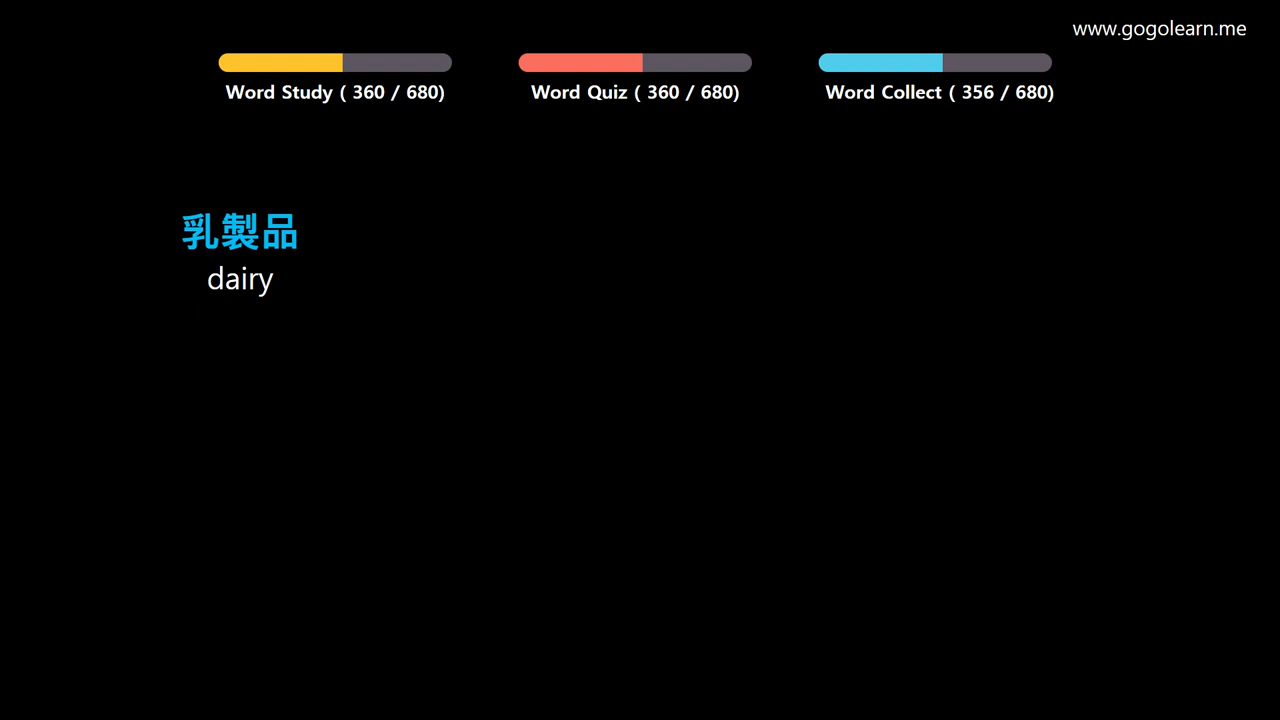 www.gogolearn.me
Word Study ( 360 / 680)
Word Quiz ( 360 / 680)
Word Collect ( 356 / 680)
乳製品
dairy